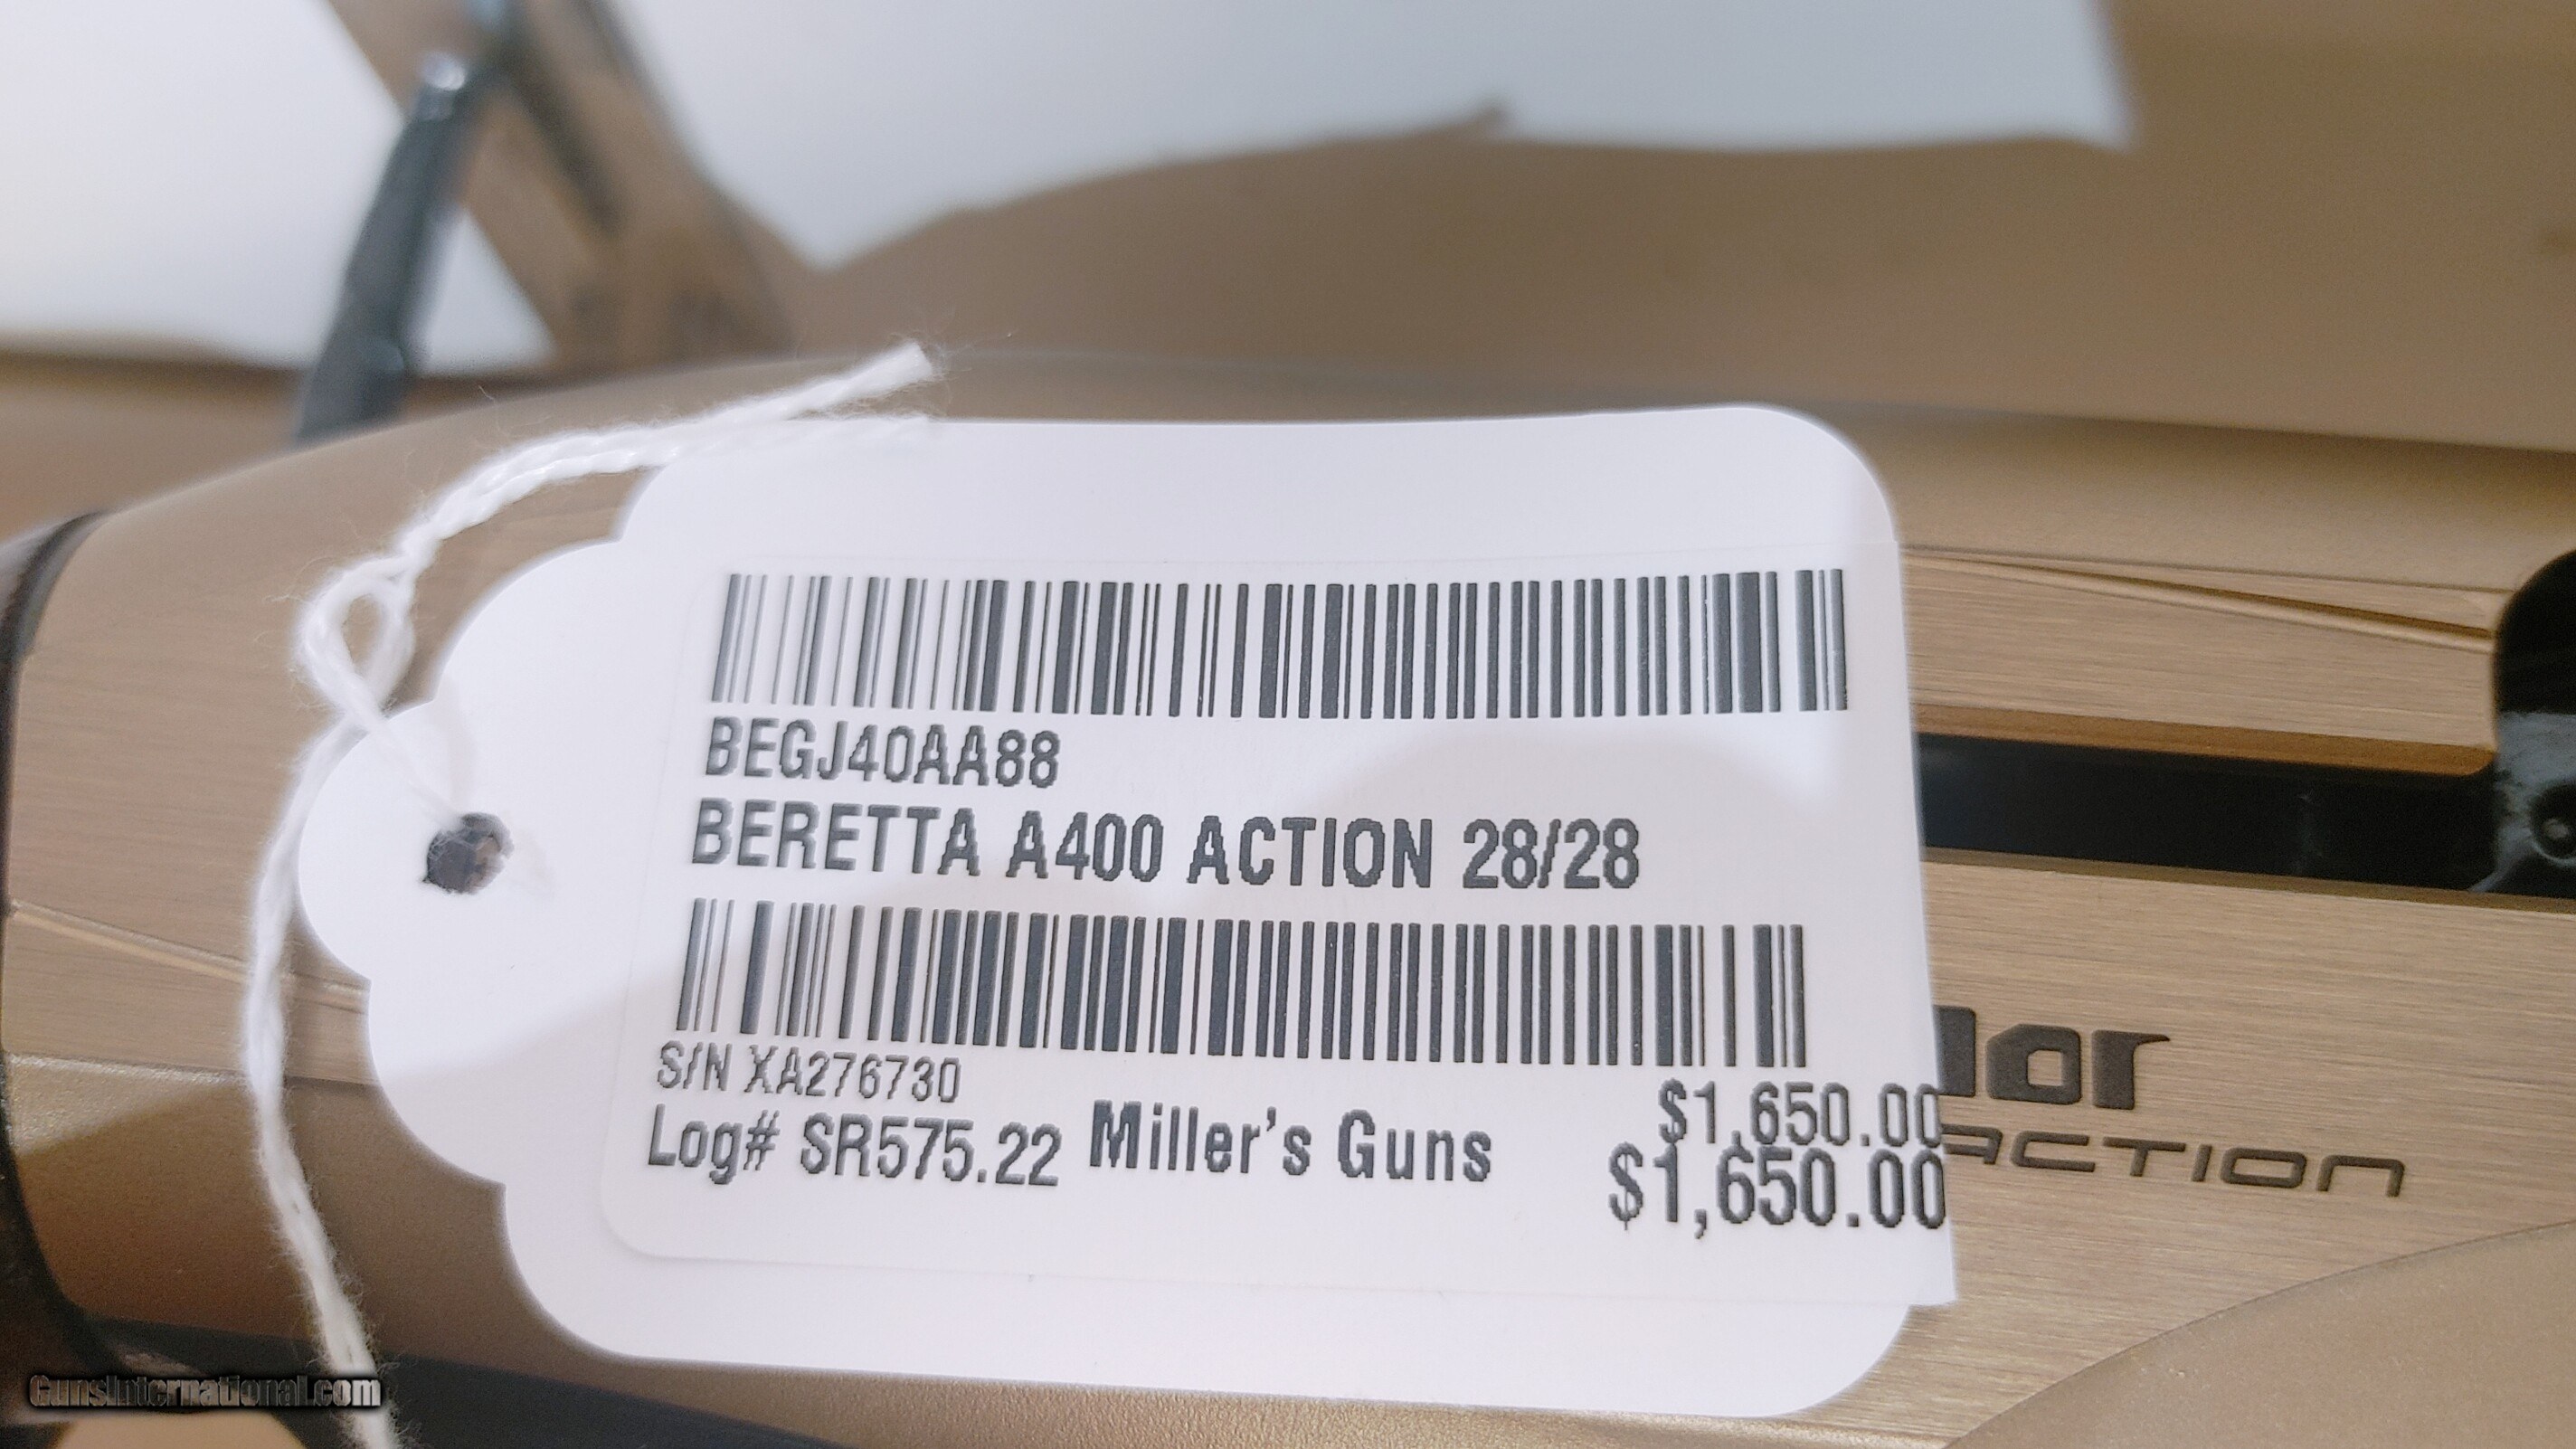 BEGJ40AA88
BERETTA A400 ACTION 28/28
S/N XA276730
$1,650.00
Log# SR575.22 Miller's Guns
$1,650.00
ACTION
GunsInternational.com